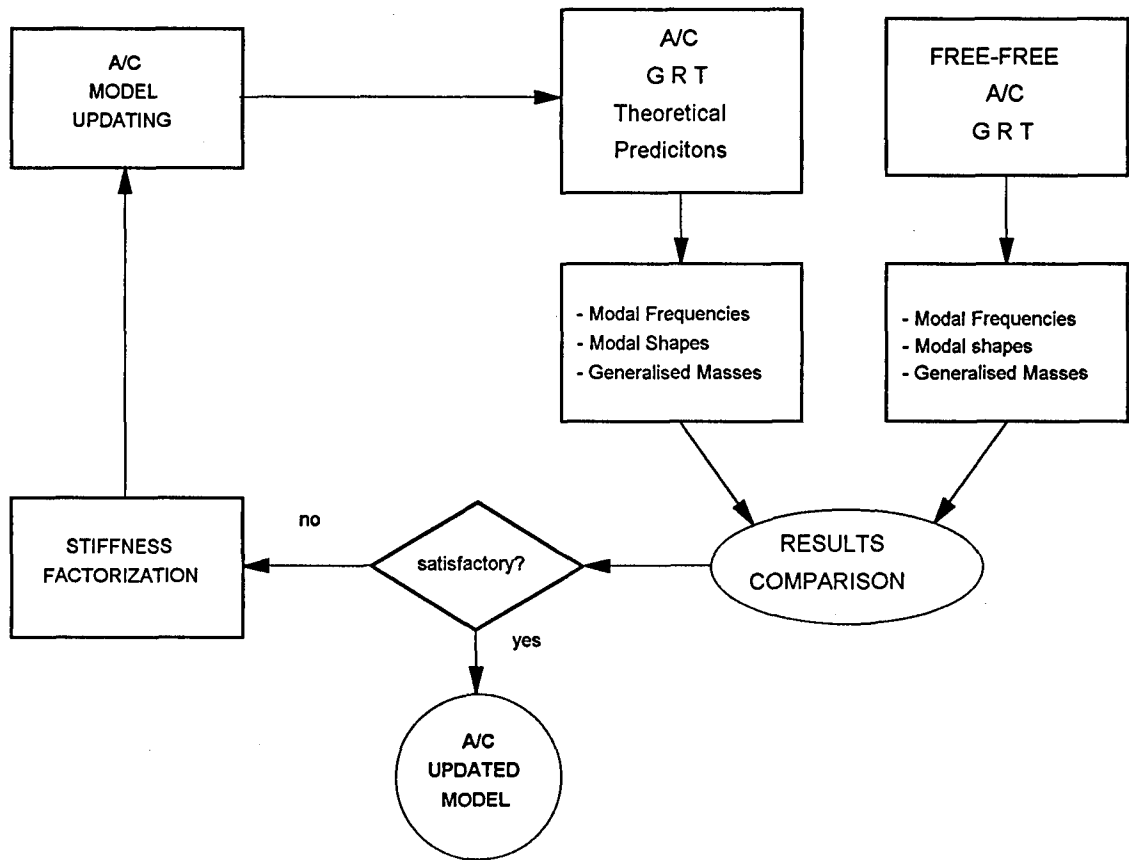 A/C
MODEL
UPDATING
A/C
G R T
Theoretical
Predicitons
FREE-FREE
A/C
G R T
- Modal Frequencies
- Modal Shapes
- Generalised Masses
- Modal Frequencies
- Modal shapes
- Generalised Masses
STIFFNESS
FACTORIZATION
no
satisfactory?
RESULTS
COMPARISON
yes
A/C
UPDATED
MODEL